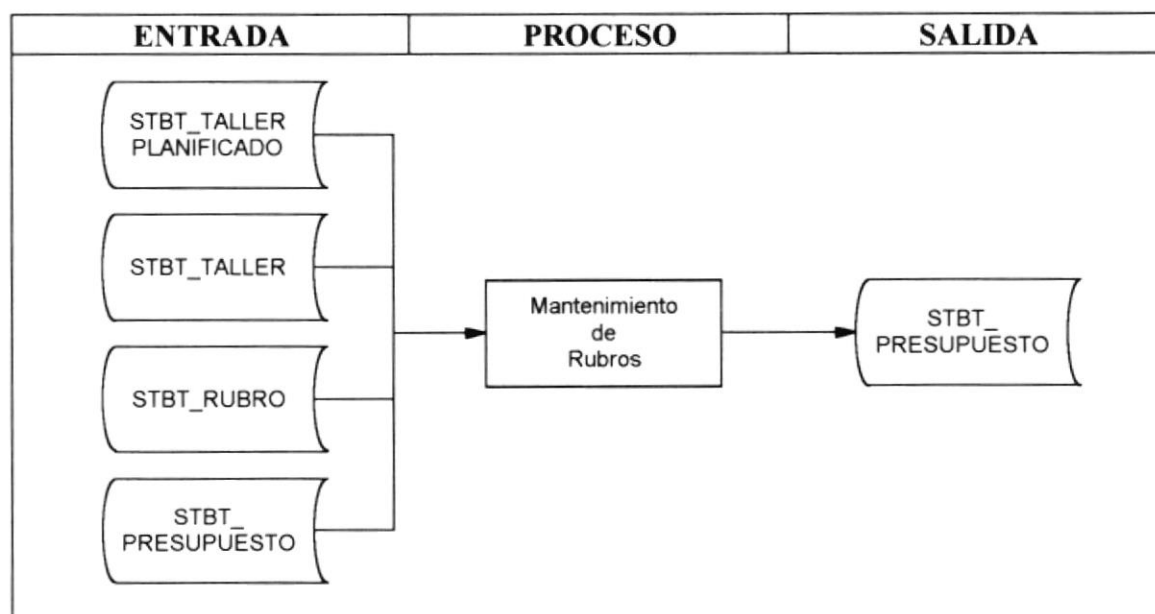 ENTRADA PROCESO SALIDA
STBT_TALLER
PLANIFICADO
STBT_TALLER
STBT_RUBRO
STBT_
PRESUPUESTO
Mantenimiento
de
Rubros
STBT_
PRESUPUESTO